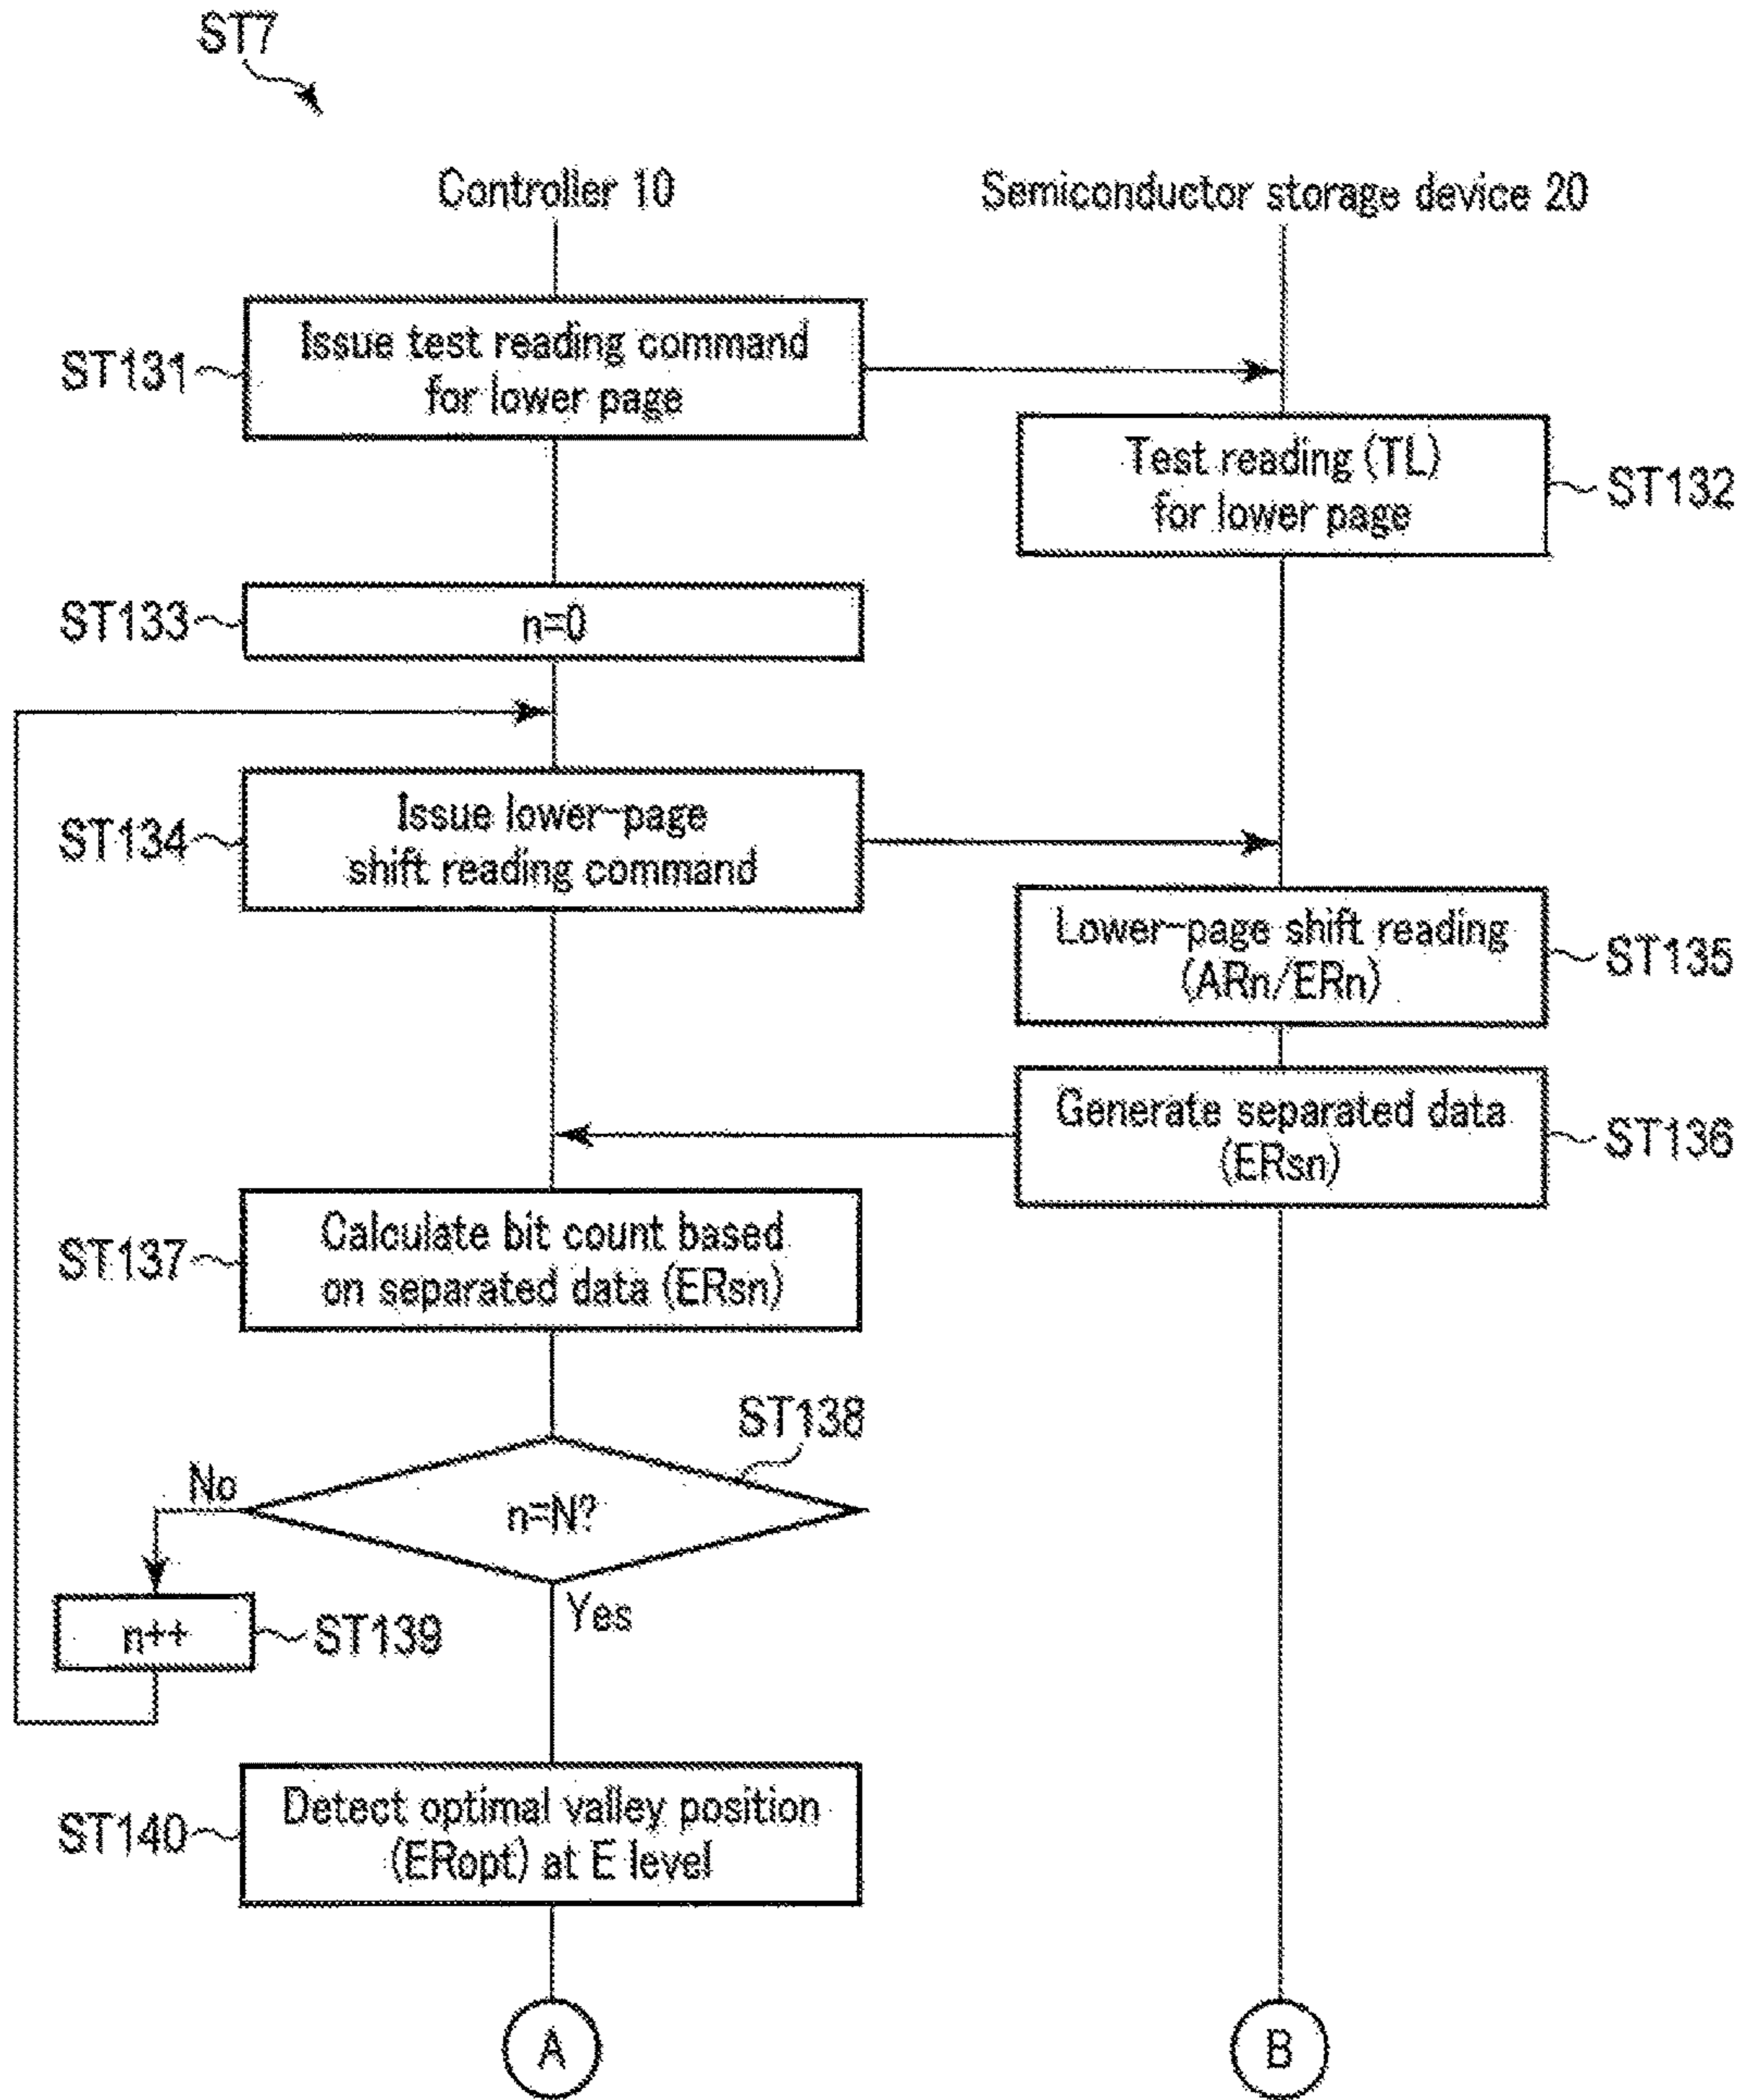 ST7
Controller 10
Semiconductor storage device 20
ST131
Issue test reading command
for lower page
Test reading (TL)
for lower page
ST132
ST133
n=0
ST134
Issue lower-page
shift reading command
Lower-page shift reading
(ARn/ERn)
ST135
Generate separated data
(ERsn)
ST136
ST137
Calculate bit count based
on separated data (ERsn)
ST138
No
n=N?
Yes
n++
ST139
ST140
Detect optimal valley position
(ERopt) at E level
A
B